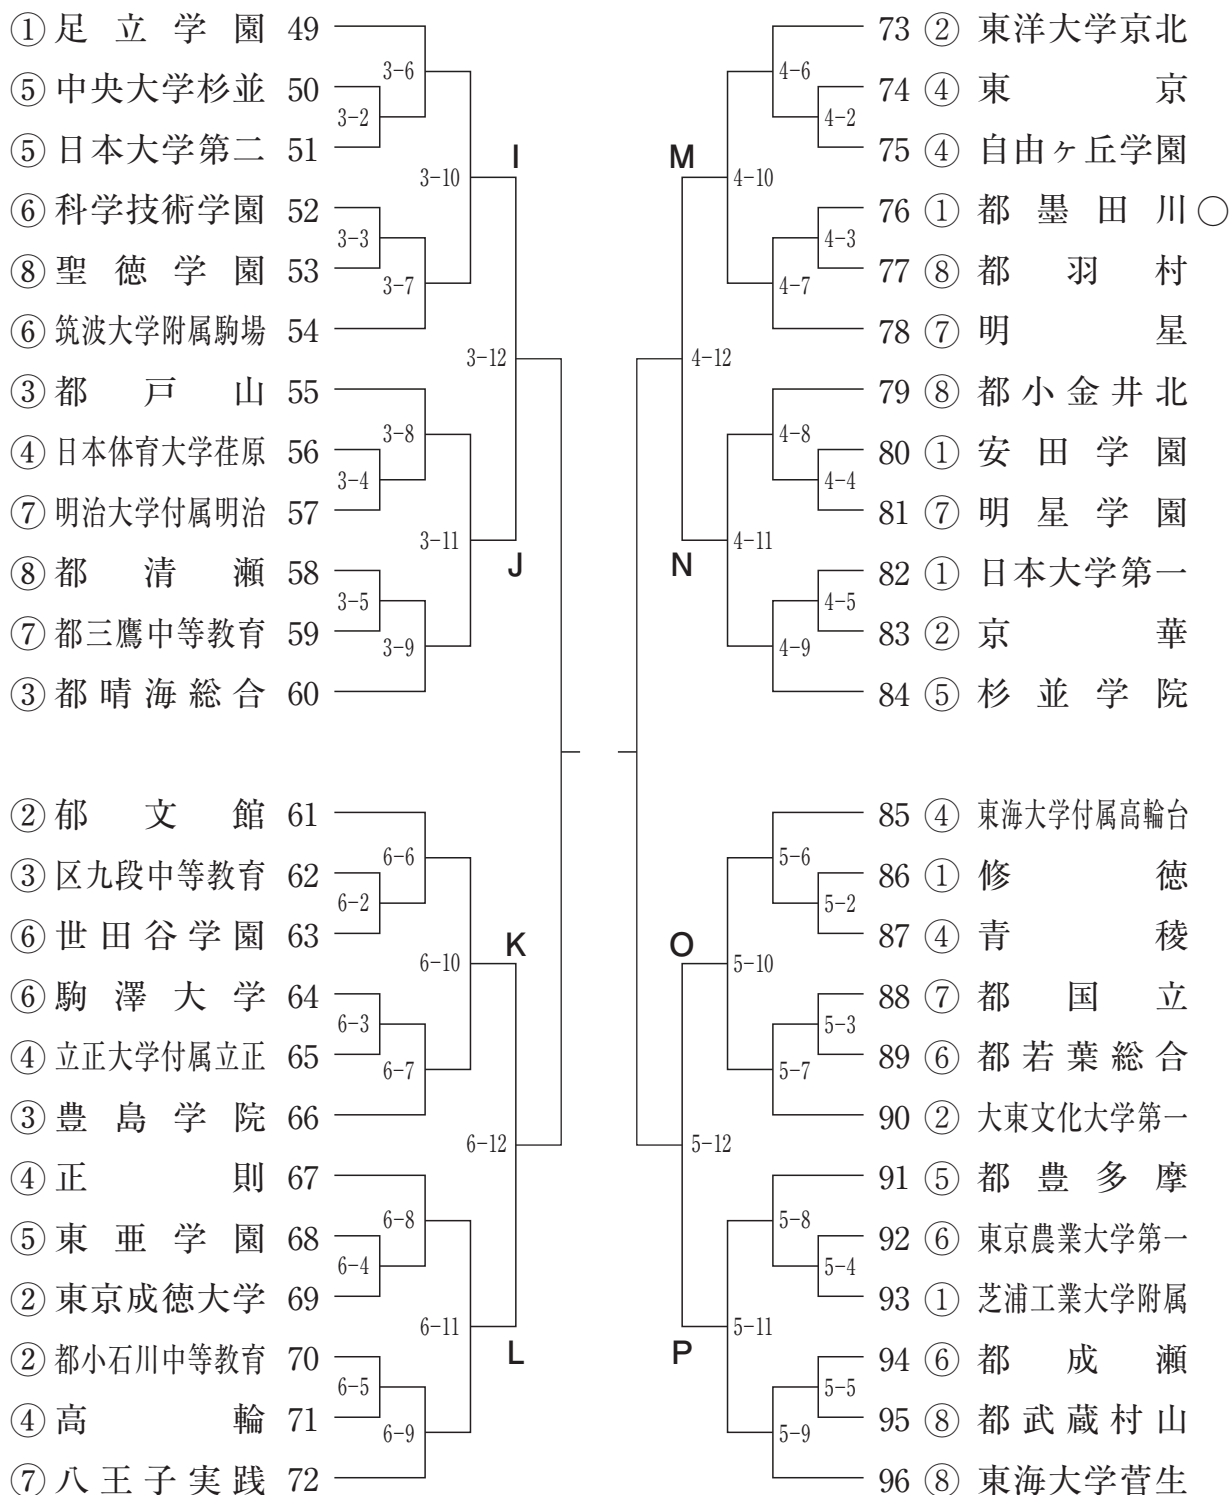 ① 足立学園 49
⑤ 中央大学杉並 50
⑤ 日本大学第二 51
⑥ 科学技術学園 52
⑧ 聖徳学園 53
⑥ 筑波大学附属駒場 54
③ 都戸山 55
④ 日本体育大学荏原 56
⑦ 明治大学付属明治 57
⑧ 都清瀬 58
⑦ 都三鷹中等教育 59
③ 都晴海総合 60
3-6
3-2
3-10
3-3
3-7
3-12
3-8
3-4
3-11
3-5
3-9
I
J
② 郁文館 61
③ 区九段中等教育 62
⑥ 世田谷学園 63
⑥ 駒澤大学 64
④ 立正大学付属立正 65
③ 豊島学院 66
④ 正則 67
⑤ 東亜学園 68
② 東京成徳大学 69
② 都小石川中等教育 70
④ 高輪 71
⑦ 八王子実践 72
6-6
6-2
6-10
6-3
6-7
6-12
6-8
6-4
6-11
6-5
6-9
K
L
73 ② 東洋大学京北
74 ④ 東京
75 ④ 自由ヶ丘学園
76 ① 都墨田川○
77 ⑧ 都羽村
78 ⑦ 明星
79 ⑧ 都小金井北
80 ① 安田学園
81 ⑦ 明星学園
82 ① 日本大学第一
83 ② 京華
84 ⑤ 杉並学院
4-6
4-2
4-10
4-3
4-7
4-12
4-8
4-4
4-11
4-5
4-9
M
N
85 ④ 東海大学付属高輪台
86 ① 修徳
87 ④ 青稜
88 ⑦ 都国立
89 ⑥ 都若葉総合
90 ② 大東文化大学第一
91 ⑤ 都豊多摩
92 ⑥ 東京農業大学第一
93 ① 芝浦工業大学附属
94 ⑥ 都成瀬
95 ⑧ 都武蔵村山
96 ⑧ 東海大学菅生
5-6
5-2
5-10
5-3
5-7
5-12
5-8
5-4
5-11
5-5
5-9
O
P